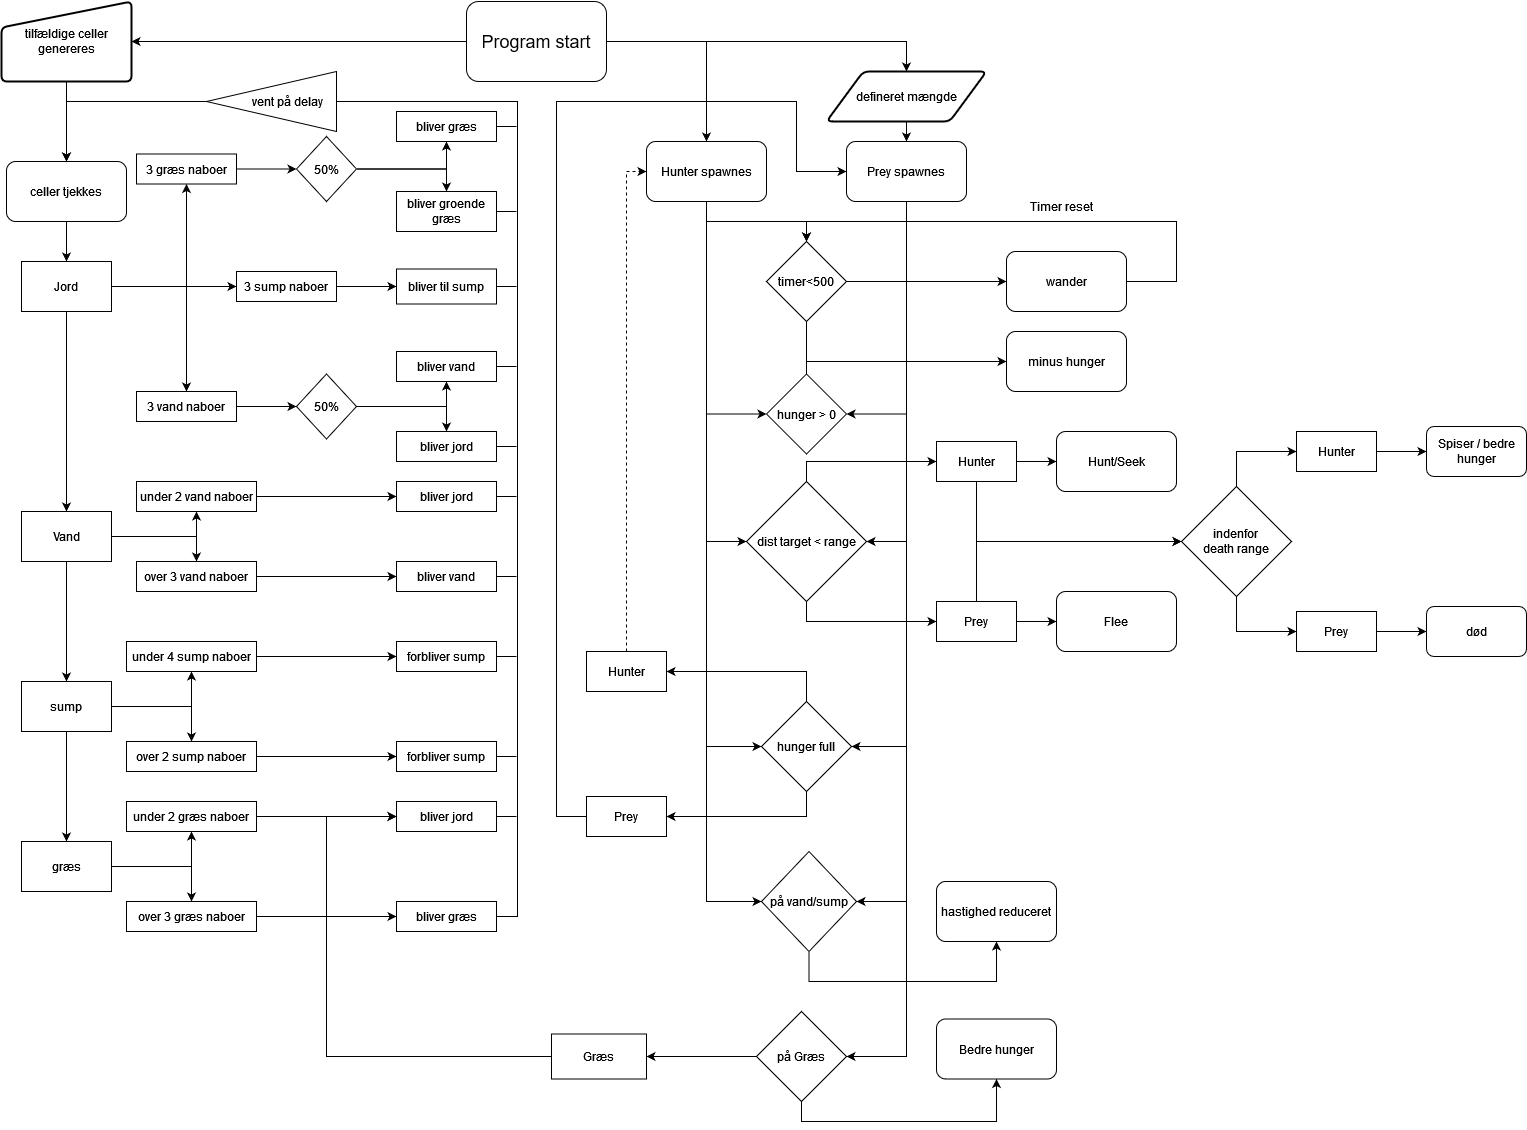 tilfældige celler
genereres
Program start
vent på delay
defineret mængde
bliver græs
3 græs naboer
50%
celler tjekkes
bliver groende
græs
Hunter spawnes
Prey spawnes
Timer reset
Jord
3 sump naboer
bliver til sump
timer<500
wander
bliver vand
minus hunger
3 vand naboer
50%
hunger > 0
bliver jord
Hunter
Hunt/Seek
Hunter
Spiser / bedre
hunger
under 2 vand naboer
bliver jord
Vand
dist target < range
indenfor
death range
over 3 vand naboer
bliver vand
Prey
Flee
Prey
død
under 4 sump naboer
forbliver sump
Hunter
sump
hunger full
over 2 sump naboer
forbliver sump
under 2 græs naboer
bliver jord
Prey
græs
på vand/sump
hastighed reduceret
over 3 græs naboer
bliver græs
Græs
på Græs
Bedre hunger